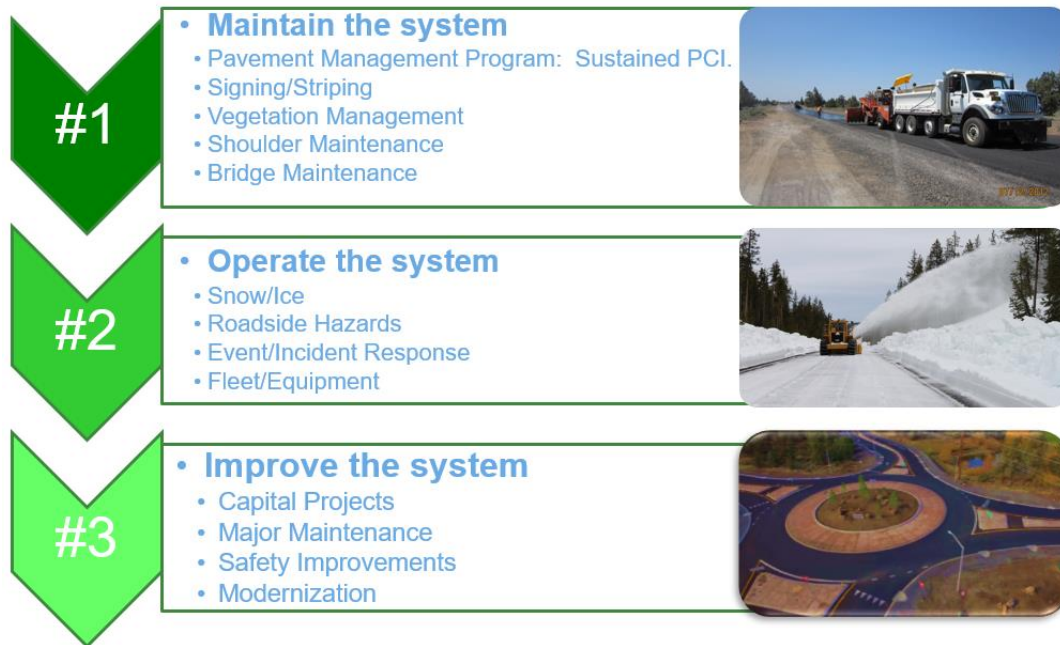 #1
• Maintain the system
• Pavement Management Program: Sustained PCI.
• Signing/Striping
• Vegetation Management
• Shoulder Maintenance
• Bridge Maintenance
#2
• Operate the system
• Snow/Ice
• Roadside Hazards
• Event/Incident Response
• Fleet/Equipment
#3
• Improve the system
• Capital Projects
• Major Maintenance
• Safety Improvements
• Modernization